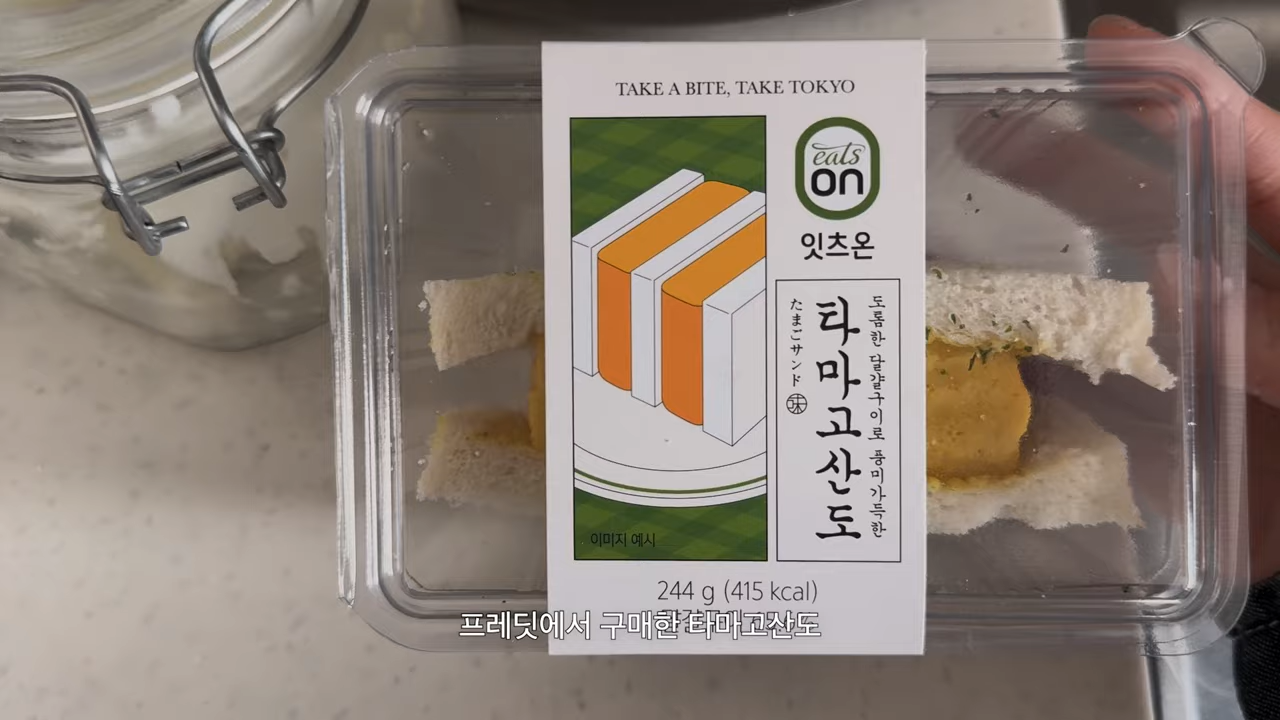 TAKE A BITE, TAKE TOKYO
eats
on
잇츠온
도톰한 달걀구이로 풍미가득한
타마고산도
たまごサンド
味
이미지 예시
244 g (415 kcal)
프레딧에서 구매한 타마고산도